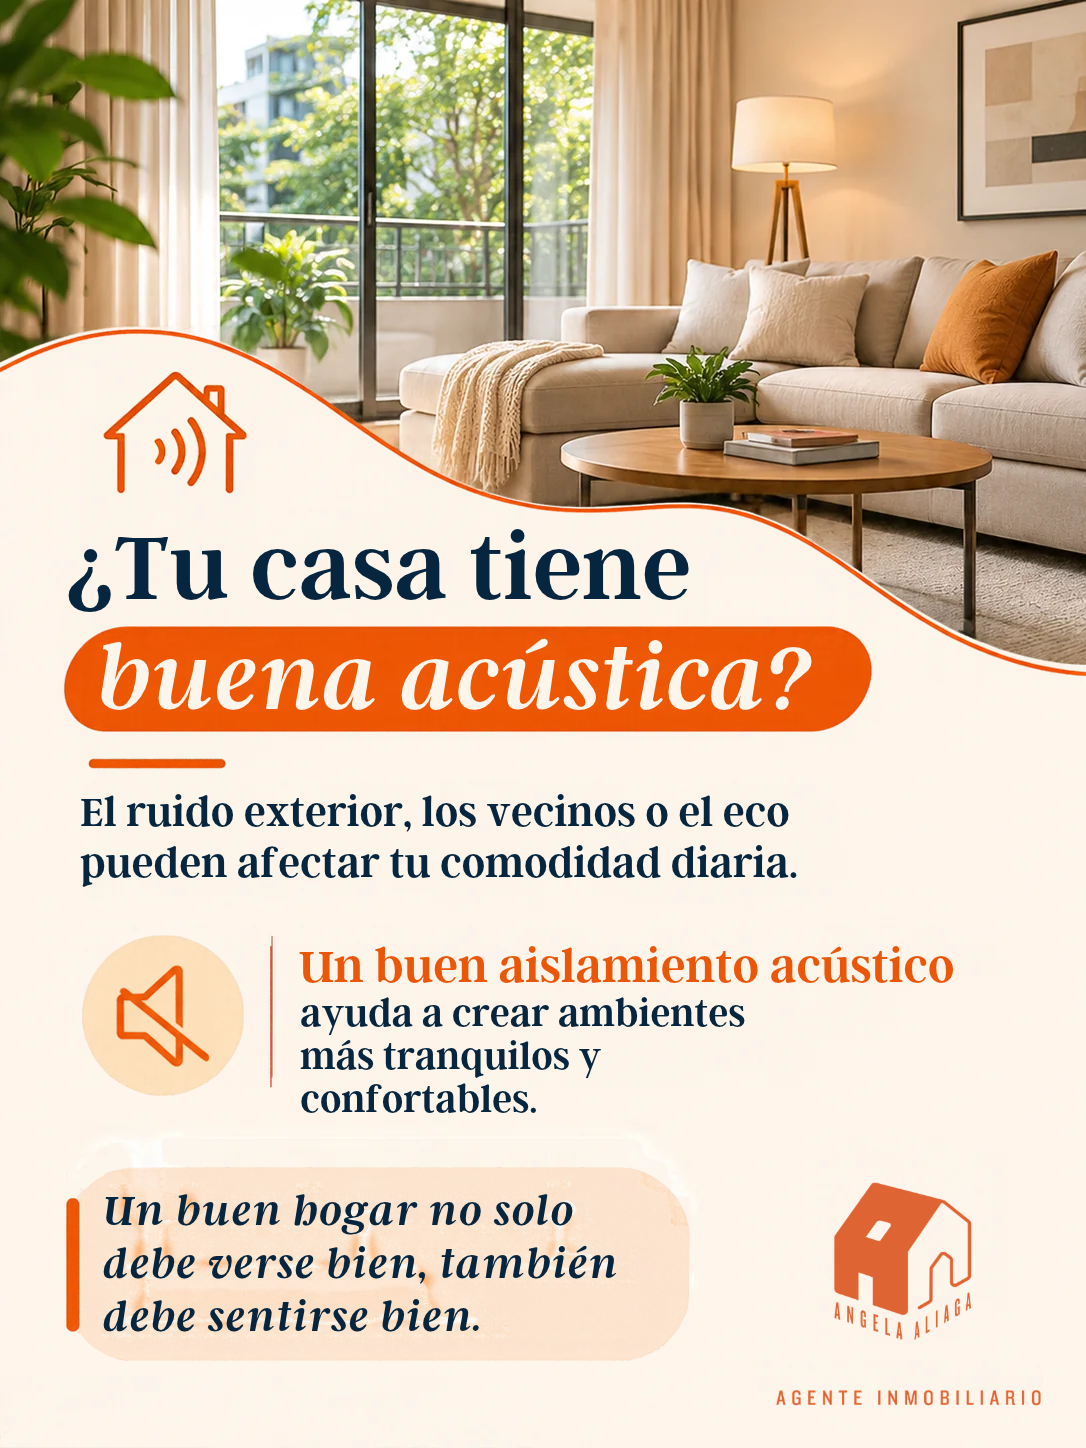 ¿Tu casa tiene
buena acústica?
El ruido exterior, los vecinos o el eco
pueden afectar tu comodidad diaria.
Un buen aislamiento acústico
ayuda a crear ambientes
más tranquilos y
confortables.
Un buen hogar no solo
debe verse bien, también
debe sentirse bien.
ANGELA ALIAGA
AGENTE INMOBILIARIO